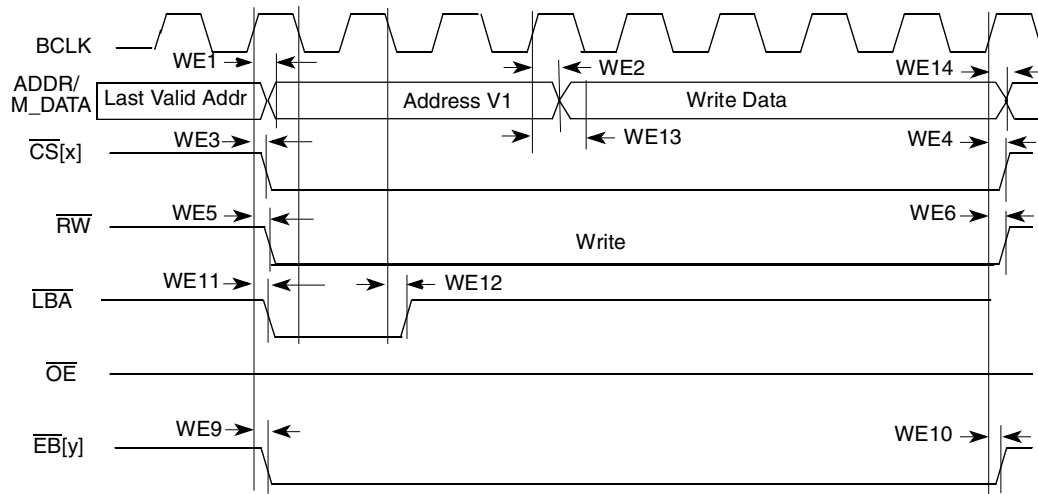 BCLK
WE1
WE2
WE14
ADDR/
M_DATA
Last Valid Addr
Address V1
Write Data
WE3
WE13
WE4
CS[x]
WE5
WE6
RW
Write
WE11
WE12
LBA
OE
WE9
WE10
EB[y]